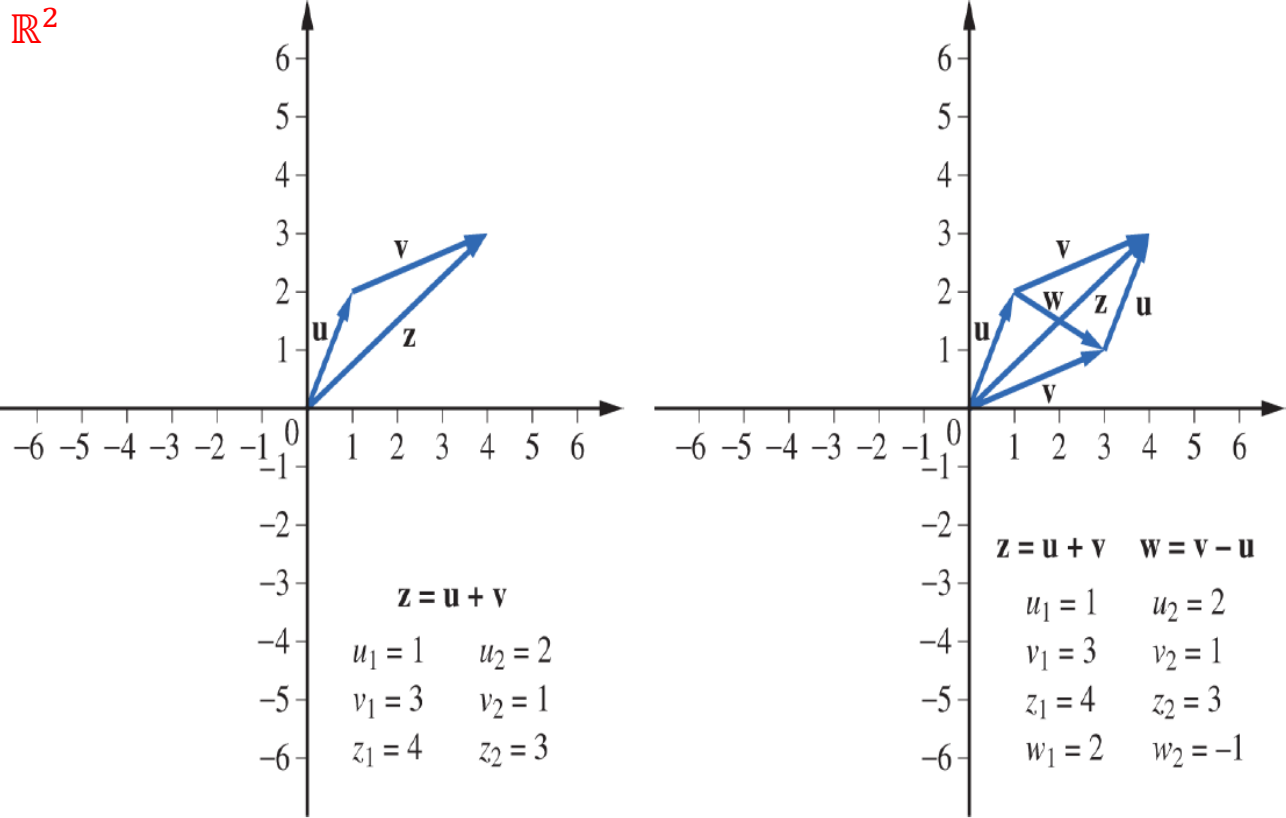 ℝ²
6
5
4
3
2
1
v
u
z
0
–6 –5 –4 –3 –2 –1 1 2 3 4 5 6
–1
–2
–3
–4
–5
–6
z = u + v
u₁ = 1 u₂ = 2
v₁ = 3 v₂ = 1
z₁ = 4 z₂ = 3
6
5
4
3
2
1
v
w
z
u
u
v
0
–6 –5 –4 –3 –2 –1 1 2 3 4 5 6
–1
–2
–3
–4
–5
–6
z = u + v w = v – u
u₁ = 1 u₂ = 2
v₁ = 3 v₂ = 1
z₁ = 4 z₂ = 3
w₁ = 2 w₂ = –1